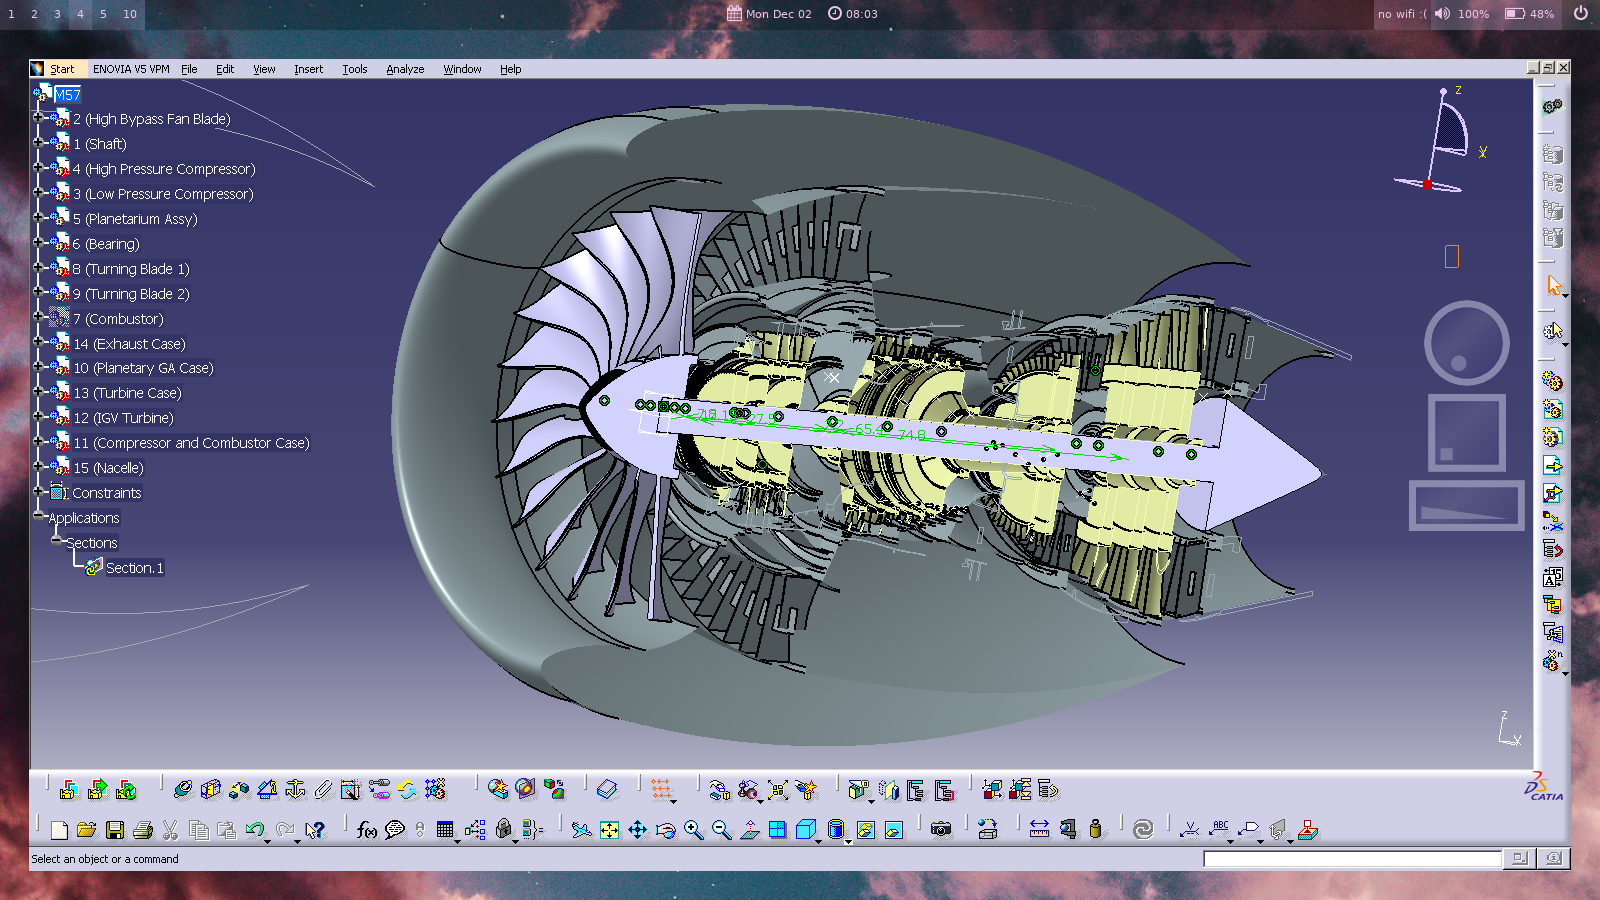 1 2 3 4 5 10 Mon Dec 02 08:03 no wifi :( 100% 48%
Start ENOVIA V5 VPM File Edit View Insert Tools Analyze Window Help
M57
2 (High Bypass Fan Blade)
1 (Shaft)
4 (High Pressure Compressor)
3 (Low Pressure Compressor)
5 (Planetarium Assy)
6 (Bearing)
8 (Turning Blade 1)
9 (Turning Blade 2)
7 (Combustor)
14 (Exhaust Case)
10 (Planetary GA Case)
13 (Turbine Case)
12 (IGV Turbine)
11 (Compressor and Combustor Case)
15 (Nacelle)
Constraints
Applications
Sections
Section.1
z
y
z
x
CATIA
f(x)
ABC
Select an object or a command